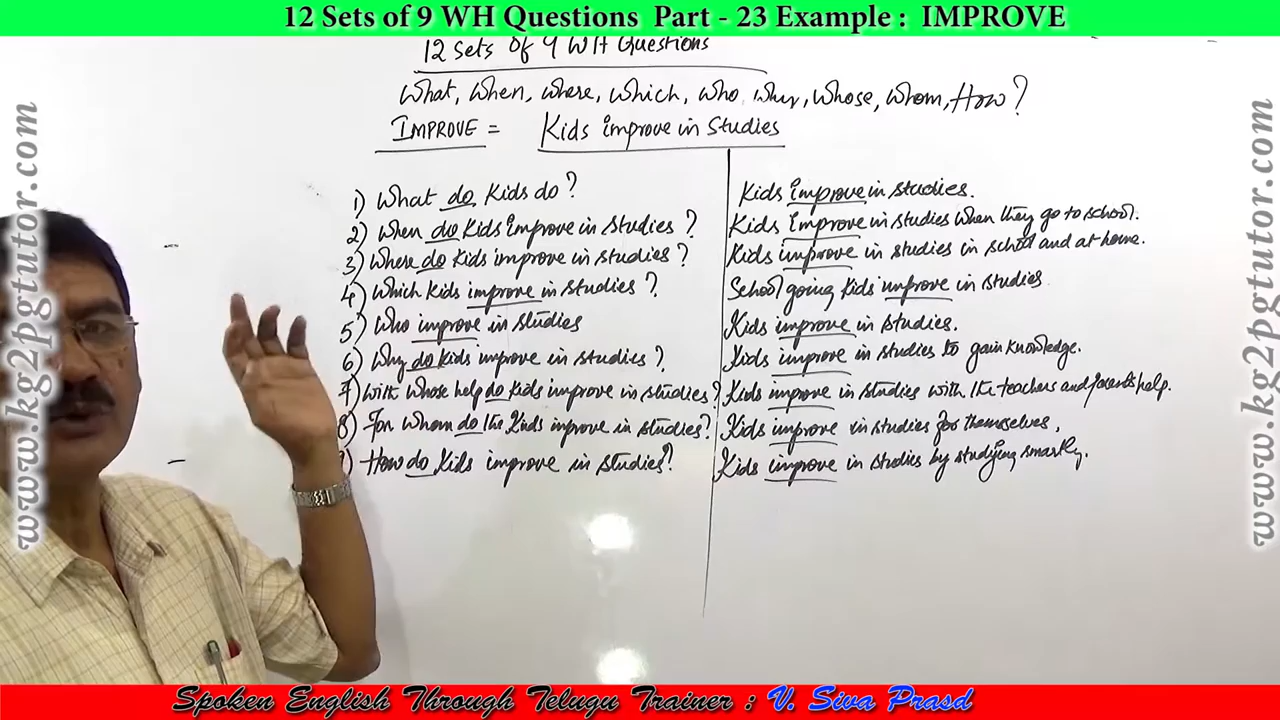 12 Sets of 9 WH Questions Part - 23 Example : IMPROVE
12 Sets Of 9 WH Questions
What, When, Where, Which, Who, Why, Whose, Whom, How?
IMPROVE = Kids improve in Studies
1) What do Kids do? Kids improve in studies.
2) When do Kids Improve in Studies? Kids Improve in studies when they go to school.
3) Where do Kids improve in studies? Kids improve in studies in school and at home.
4) Which Kids improve in studies? School going Kids improve in studies
5) Who improve in studies Kids improve in studies.
6) Why do Kids improve in studies? Kids improve in studies to gain knowledge.
7) With Whose help do Kids improve in studies? Kids improve in studies with the teachers and parents help.
8) For Whom do the Kids improve in studies? Kids improve in studies for themselves,
9) How do Kids improve in studies? Kids improve in studies by studying smartly.
www.kg2pgtutor.com
www.kg2pgtutor.com
Spoken English Through Telugu Trainer : V. Siva Prasd